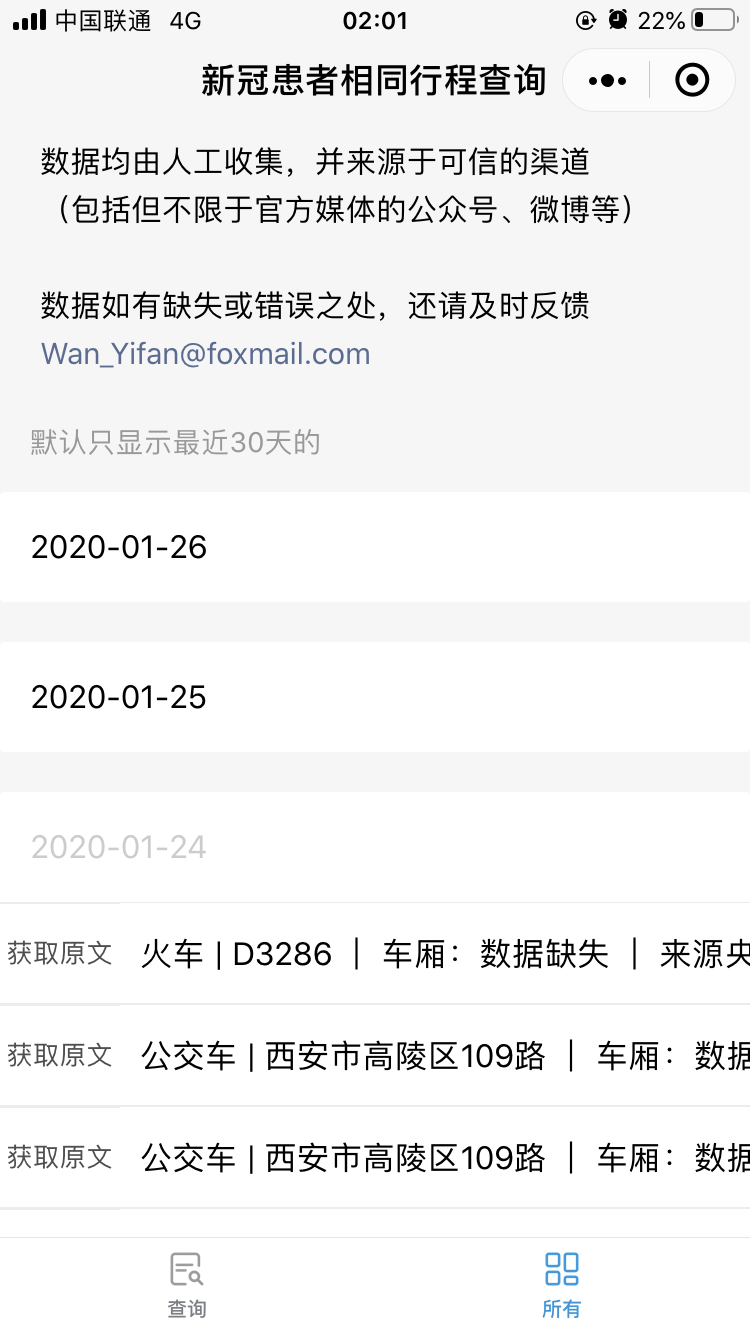 中国联通 4G 02:01 22%
新冠患者相同行程查询
数据均由人工收集，并来源于可信的渠道
（包括但不限于官方媒体的公众号、微博等）
数据如有缺失或错误之处，还请及时反馈
Wan_Yifan@foxmail.com
默认只显示最近30天的
2020-01-26
2020-01-25
2020-01-24
获取原文 火车 | D3286 | 车厢：数据缺失 | 来源央
获取原文 公交车 | 西安市高陵区109路 | 车厢：数据
获取原文 公交车 | 西安市高陵区109路 | 车厢：数据
查询 所有